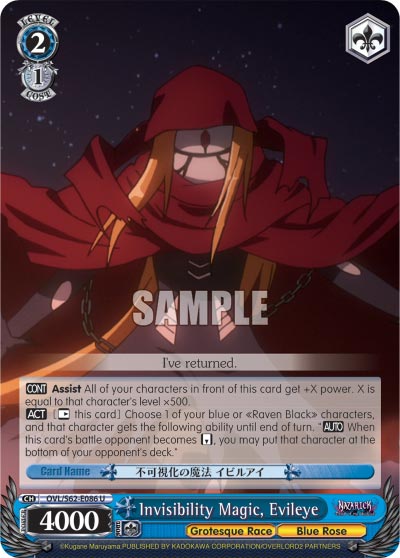 LEVEL
2
1
COST
SAMPLE
I've returned.
CONT Assist All of your characters in front of this card get +X power. X is
equal to that character's level ×500.
ACT [ this card] Choose 1 of your blue or «Raven Black» characters,
and that character gets the following ability until end of turn. "AUTO When
this card's battle opponent becomes [ ], you may put that character at the
bottom of your opponent's deck."
Card Name 不可視化の魔法 イビルアイ
CH OVL/S62-E086 U
4000
Invisibility Magic, Evileye
NAZARICK
Grotesque Race Blue Rose
©Kugane Maruyama,PUBLISHED BY KADOKAWA CORPORATION/OVERLORD2 PARTNERS